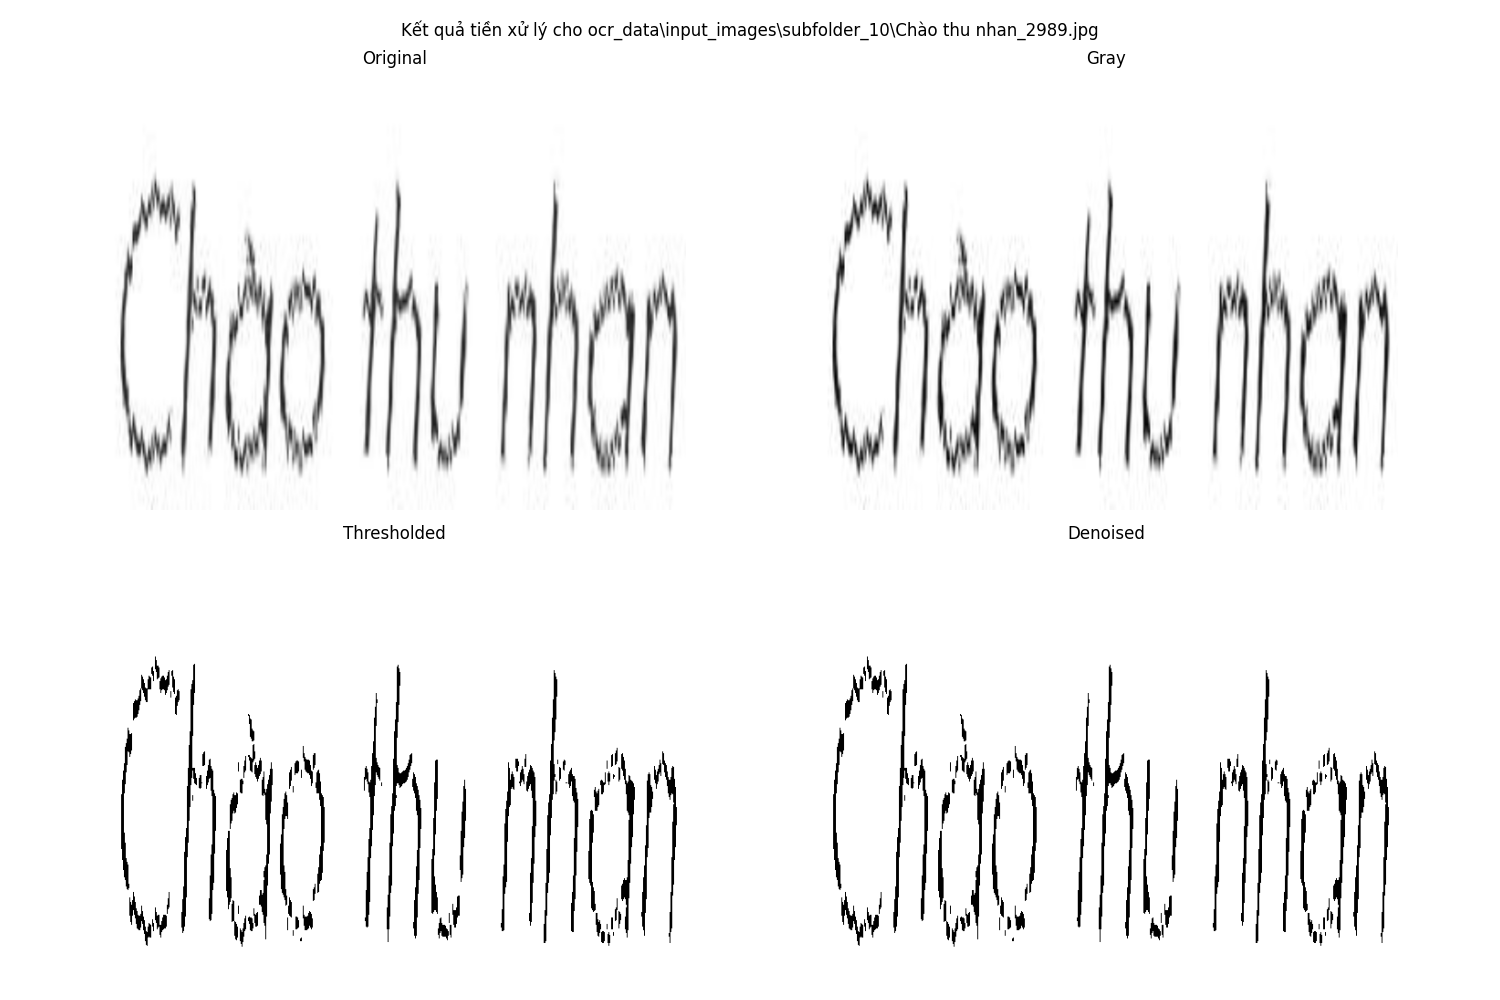 Kết quả tiền xử lý cho ocr_data\input_images\subfolder_10\Chào thu nhan_2989.jpg
Original
Gray
Chào thu nhan
Chào thu nhan
Thresholded
Denoised
Chào thu nhan
Chào thu nhan